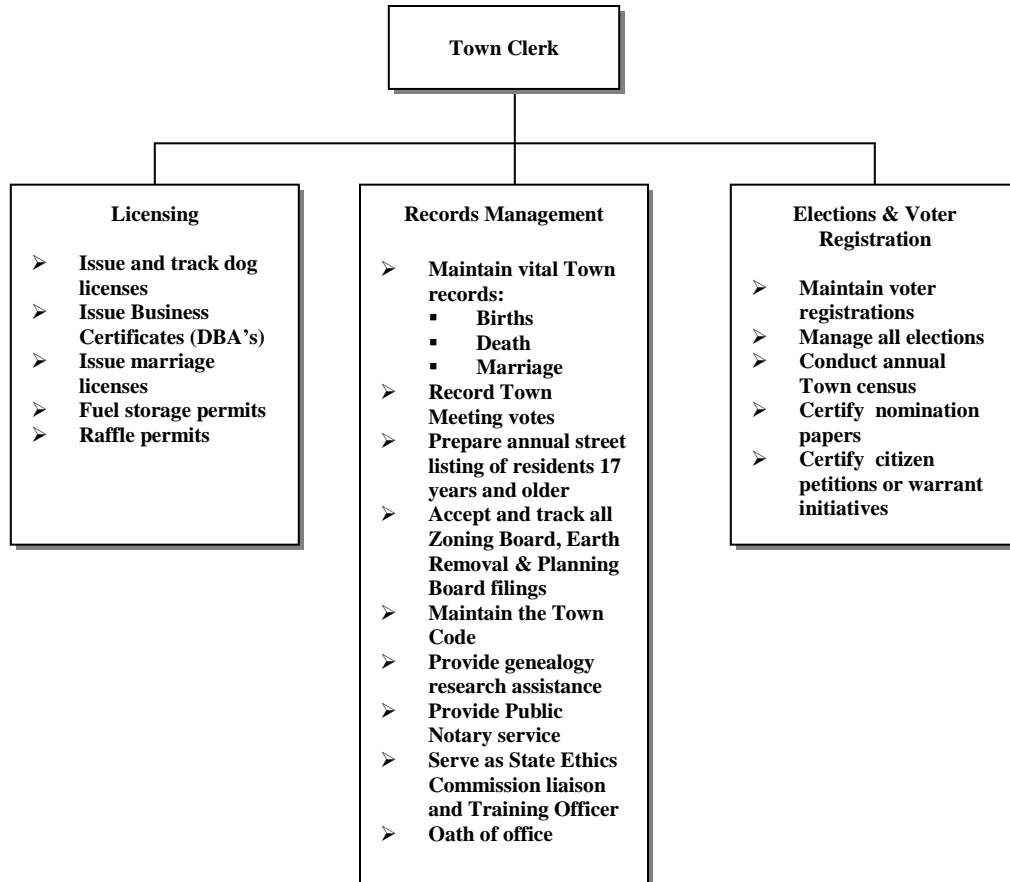 Town Clerk
Licensing
➢ Issue and track dog
licenses
➢ Issue Business
Certificates (DBA’s)
➢ Issue marriage
licenses
➢ Fuel storage permits
➢ Raffle permits
Records Management
➢ Maintain vital Town
records:
▪ Births
▪ Death
▪ Marriage
➢ Record Town
Meeting votes
➢ Prepare annual street
listing of residents 17
years and older
➢ Accept and track all
Zoning Board, Earth
Removal & Planning
Board filings
➢ Maintain the Town
Code
➢ Provide genealogy
research assistance
➢ Provide Public
Notary service
➢ Serve as State Ethics
Commission liaison
and Training Officer
➢ Oath of office
Elections & Voter
Registration
➢ Maintain voter
registrations
➢ Manage all elections
➢ Conduct annual
Town census
➢ Certify nomination
papers
➢ Certify citizen
petitions or warrant
initiatives